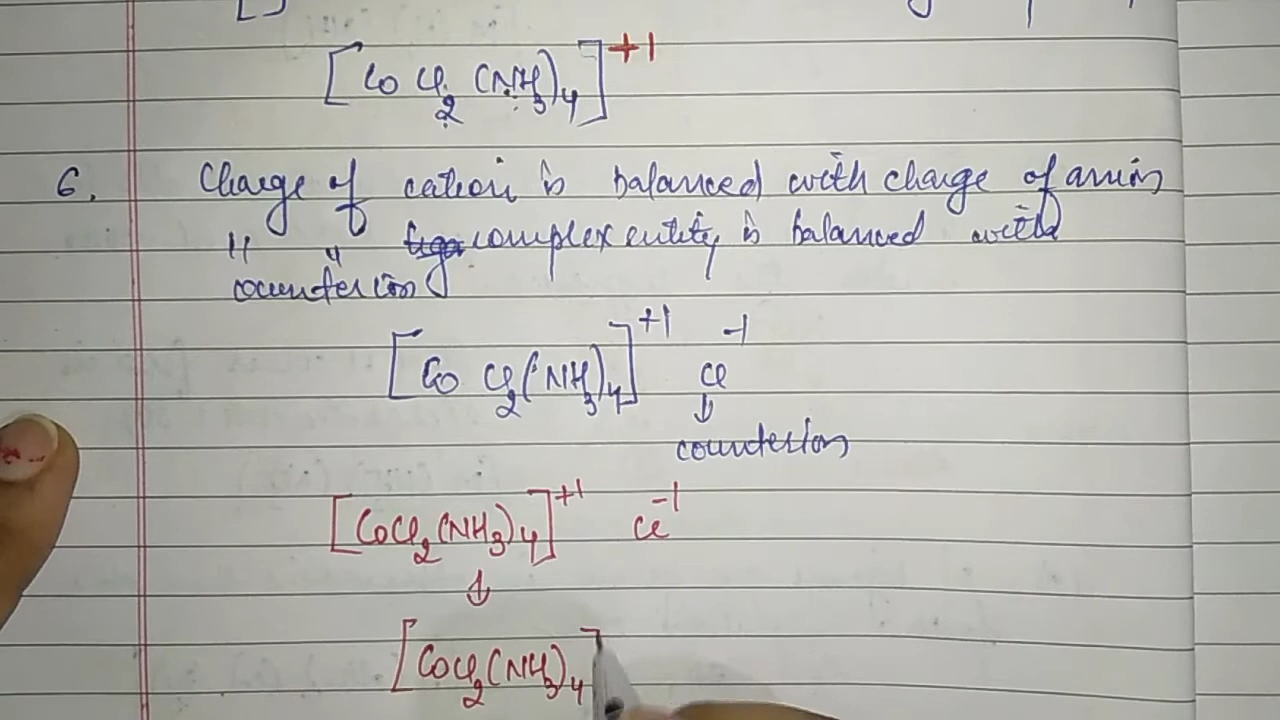 [CoCl₂(NH₃)₄]⁺¹
6. Charge of cation is balanced with charge of anion
" " complex entity is balanced with
counter ion
[CoCl₂(NH₃)₄]⁺¹ Cl⁻¹
↓
counterion
[CoCl₂(NH₃)₄]⁺¹ Cl⁻¹
↓
[CoCl₂(NH₃)₄]